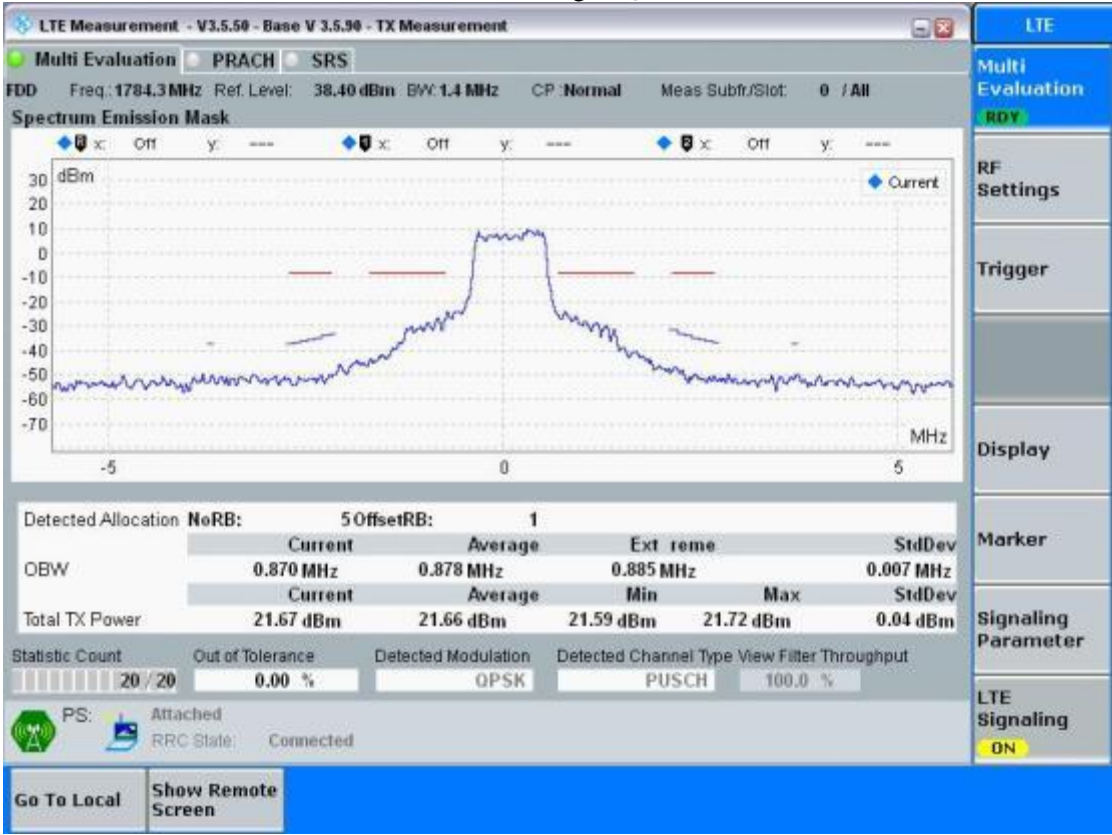 LTE Measurement - V3.5.50 - Base V 3.5.90 - TX Measurement
LTE
Multi Evaluation PRACH SRS
Multi
Evaluation
RDY
FDD Freq.: 1784.3 MHz Ref. Level: 38.40 dBm BW: 1.4 MHz CP :Normal Meas Subfr./Slot: 0 / All
Spectrum Emission Mask
x: Off y: --- x: Off y: --- x: Off y: ---
dBm
Current
30
20
10
0
-10
-20
-30
-40
-50
-60
-70
MHz
-5 0 5
RF
Settings
Trigger
Display
Marker
Signaling
Parameter
LTE
Signaling
ON
Detected Allocation NoRB: 5 OffsetRB: 1
Current Average Ext reme StdDev
OBW 0.870 MHz 0.878 MHz 0.885 MHz 0.007 MHz
Current Average Min Max StdDev
Total TX Power 21.67 dBm 21.66 dBm 21.59 dBm 21.72 dBm 0.04 dBm
Statistic Count Out of Tolerance Detected Modulation Detected Channel Type View Filter Throughput
20 / 20 0.00 % QPSK PUSCH 100.0 %
PS: Attached
RRC State: Connected
Go To Local
Show Remote
Screen